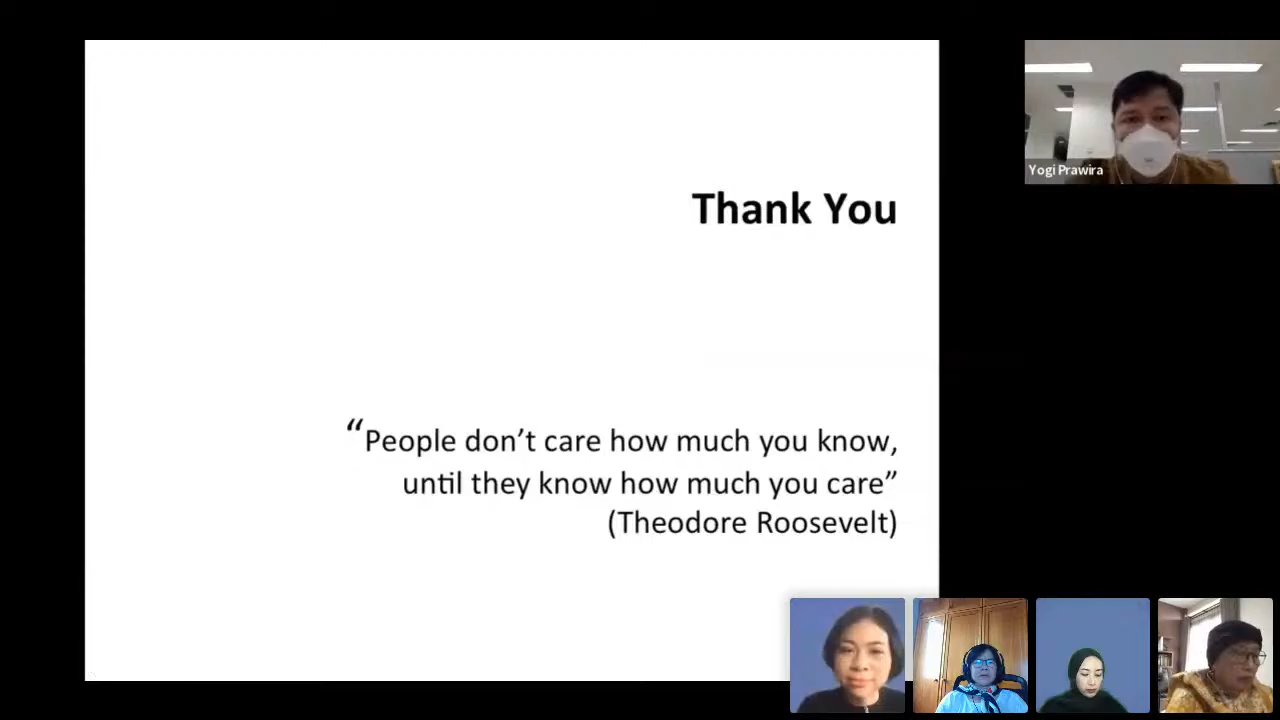 Thank You
“People don’t care how much you know,
until they know how much you care”
(Theodore Roosevelt)
Yogi Prawira